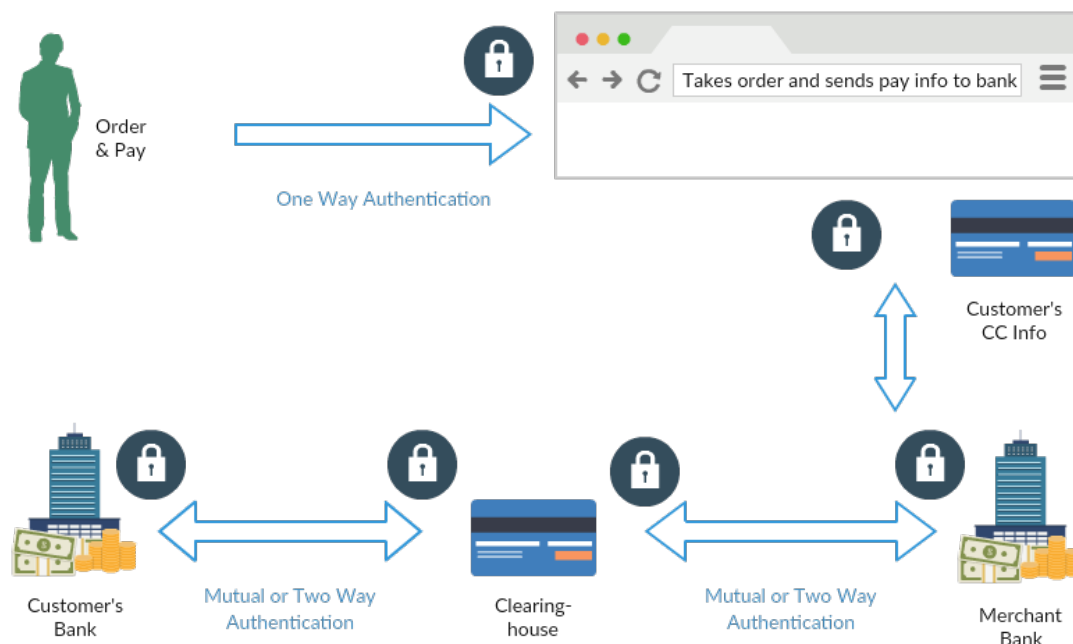 Takes order and sends pay info to bank
Order
& Pay
One Way Authentication
Customer's
CC Info
Mutual or Two Way
Authentication
Mutual or Two Way
Authentication
Customer's
Bank
Clearing-
house
Merchant
Bank